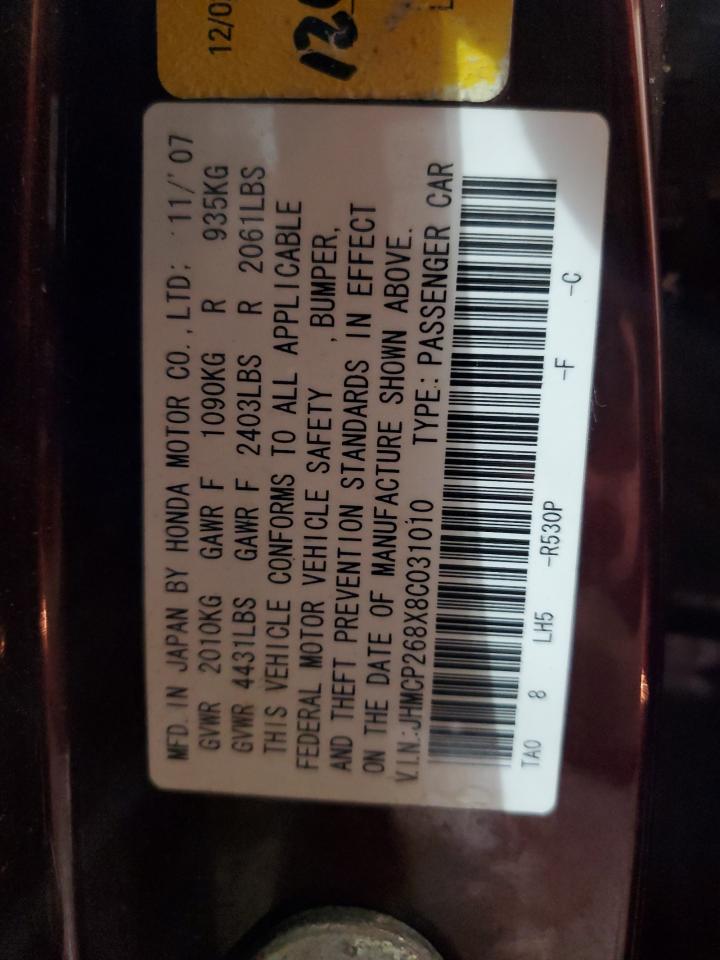 12/0
120
MFD. IN JAPAN BY HONDA MOTOR CO.,LTD; 11/'07
GVWR 2010KG GAWR F 1090KG R 935KG
GVWR 4431LBS GAWR F 2403LBS R 2061LBS
THIS VEHICLE CONFORMS TO ALL APPLICABLE
FEDERAL MOTOR VEHICLE SAFETY , BUMPER,
AND THEFT PREVENTION STANDARDS IN EFFECT
ON THE DATE OF MANUFACTURE SHOWN ABOVE.
V.I.N.:JHMCP268X8C031010 TYPE: PASSENGER CAR
TA0 8 LH5 -R530P -F -C